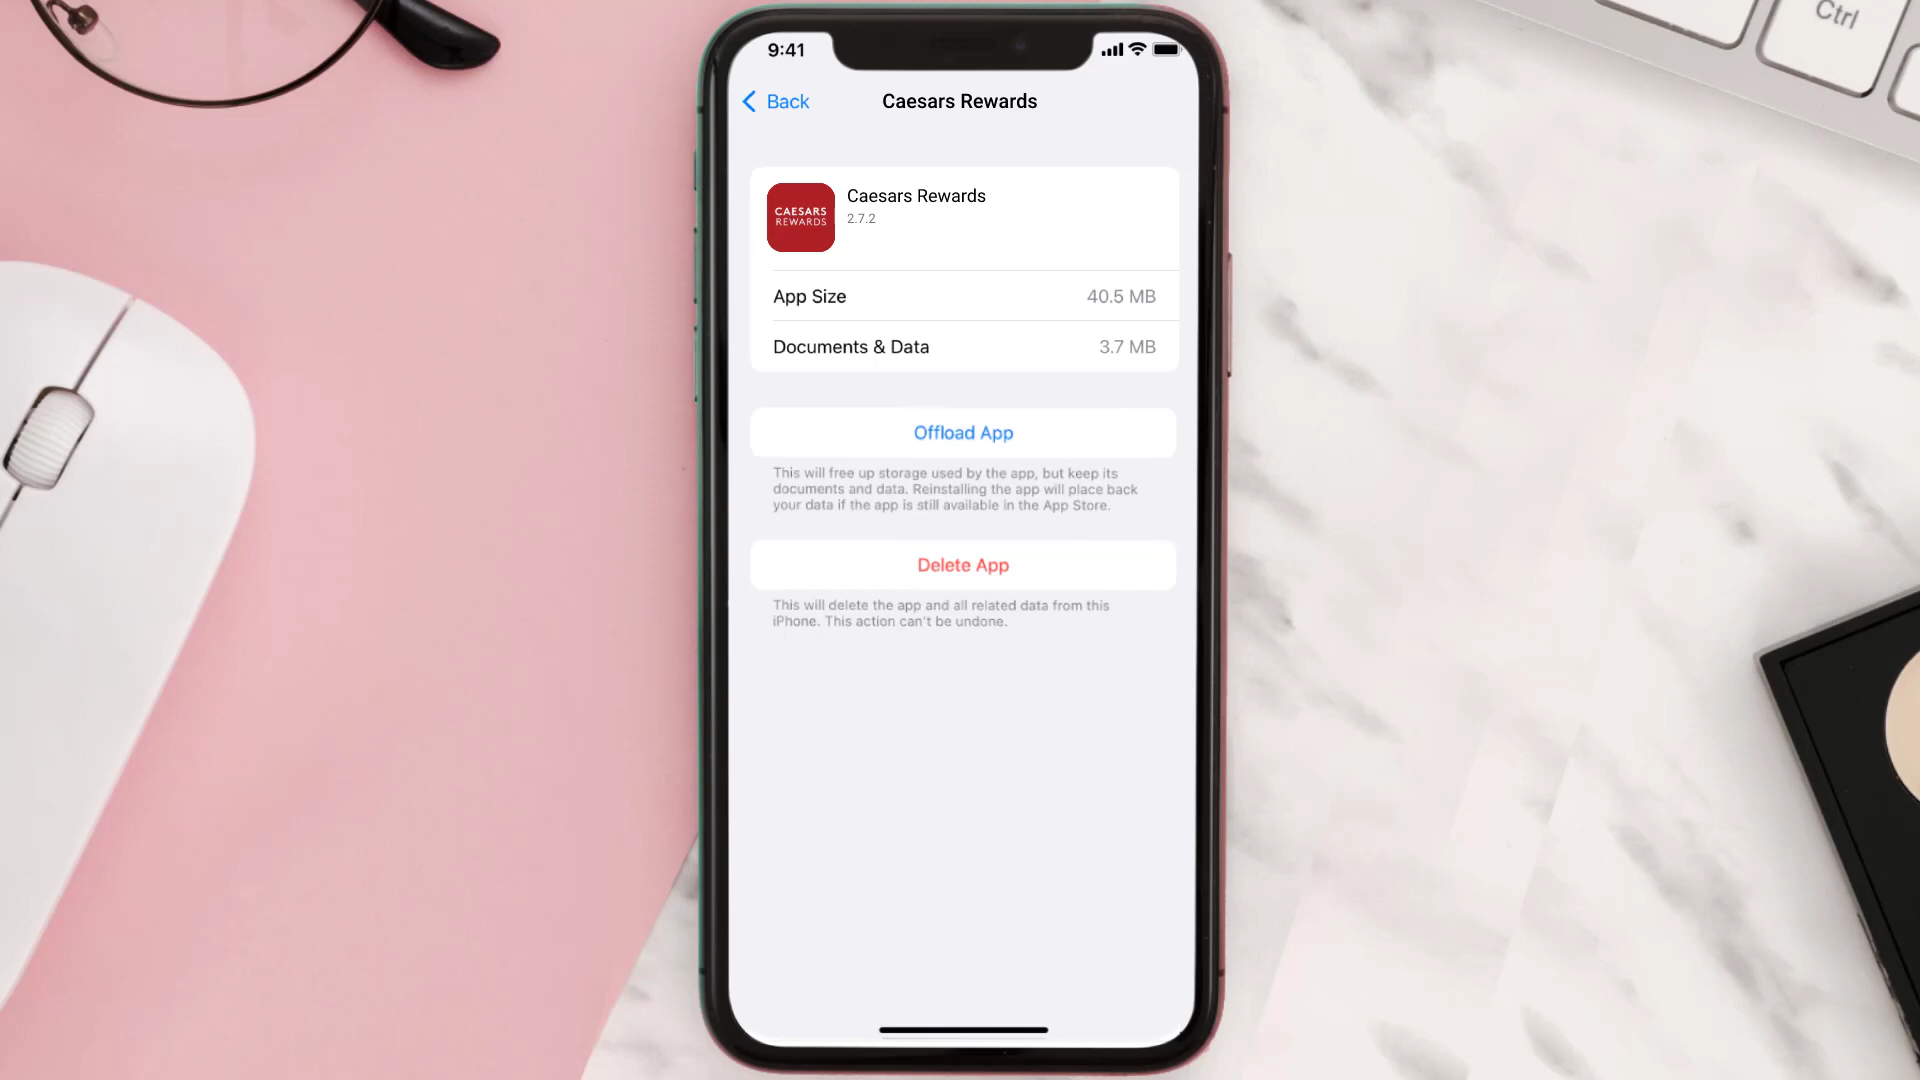 Ctrl
9:41
Back
Caesars Rewards
CAESARS
REWARDS
Caesars Rewards
2.7.2
App Size 40.5 MB
Documents & Data 3.7 MB
Offload App
This will free up storage used by the app, but keep its
documents and data. Reinstalling the app will place back
your data if the app is still available in the App Store.
Delete App
This will delete the app and all related data from this
iPhone. This action can't be undone.